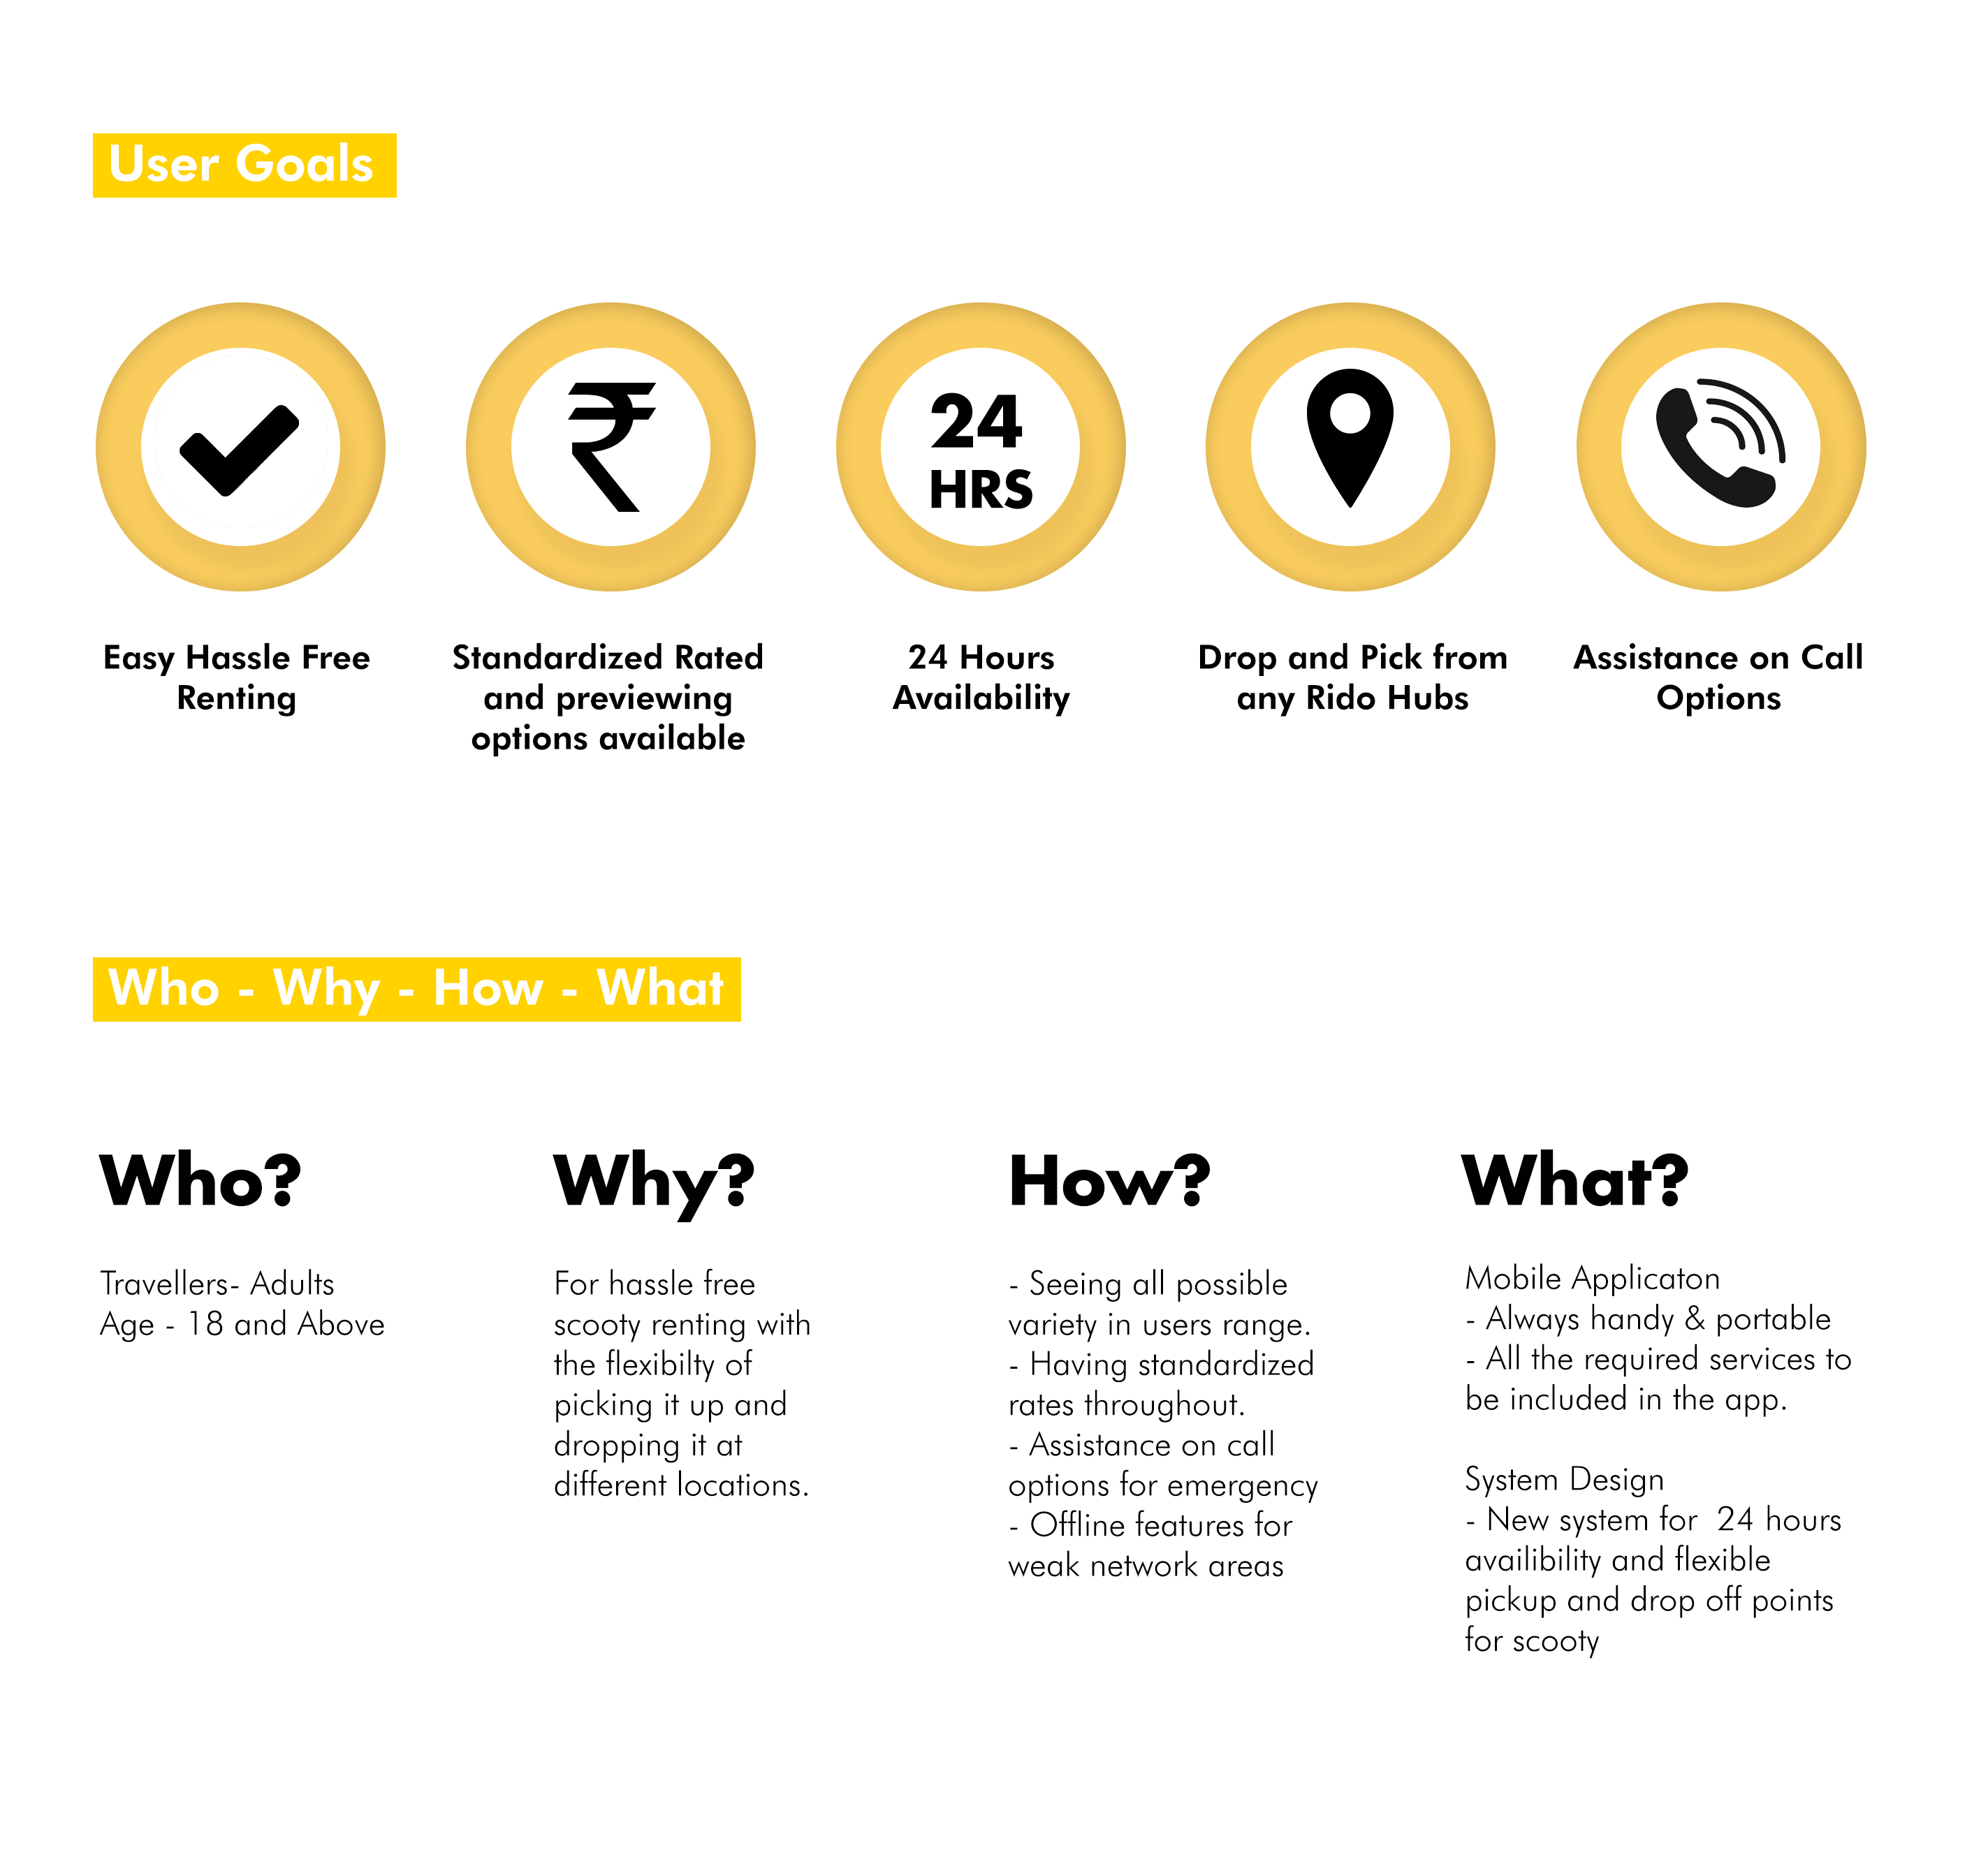 User Goals
₹
24
HRS
Easy Hassle Free
Renting
Standardized Rated
and previewing
options available
24 Hours
Availability
Drop and Pick from
any Rido Hubs
Assistance on Call
Options
Who - Why - How - What
Who?
Travellers- Adults
Age - 18 and Above
Why?
For hassle free
scooty renting with
the flexibilty of
picking it up and
dropping it at
different locations.
How?
- Seeing all possible
variety in users range.
- Having standardized
rates throughout.
- Assistance on call
options for emergency
- Offline features for
weak network areas
What?
Mobile Applicaton
- Always handy & portable
- All the required services to
be included in the app.
System Design
- New system for  24 hours
availibility and flexible
pickup and drop off points
for scooty